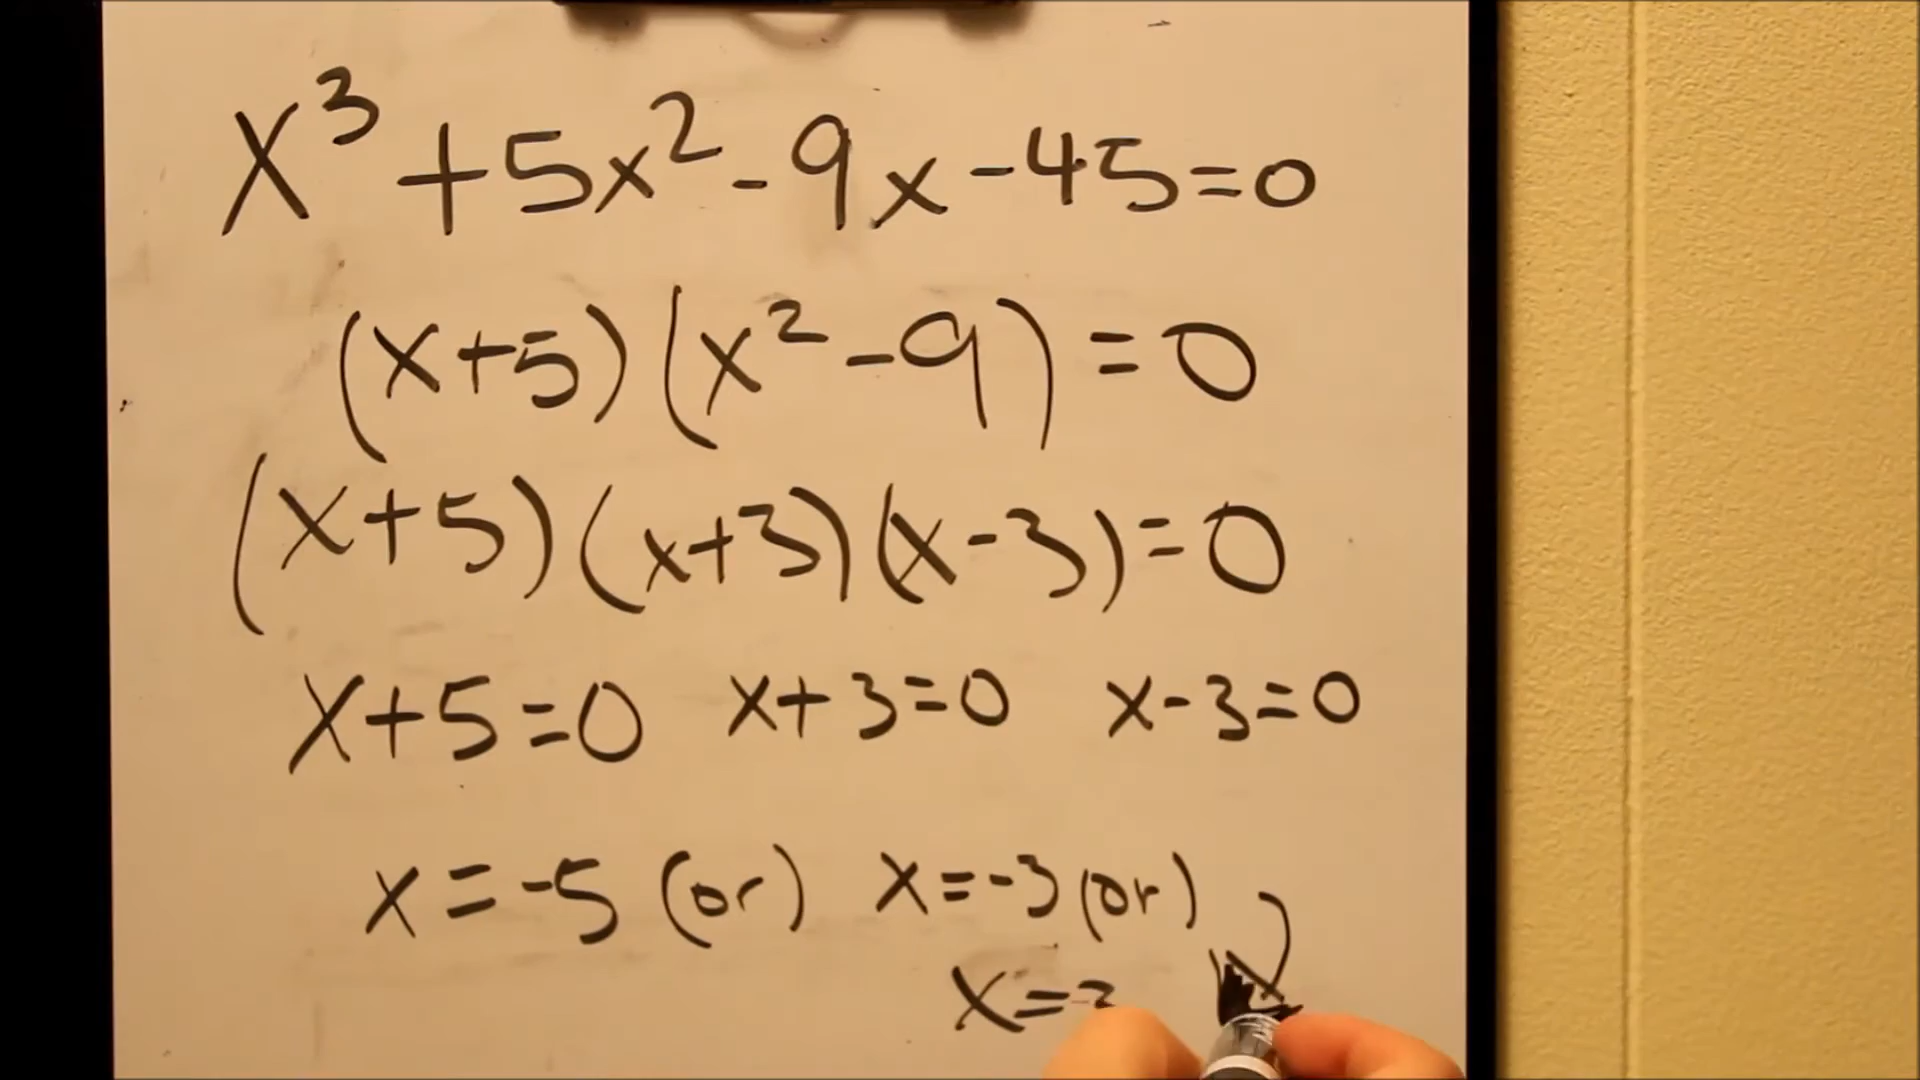 x³+5x²-9x-45=0
(x+5)(x²-9)=0
(x+5)(x+3)(x-3)=0
x+5=0 x+3=0 x-3=0
x=-5 (or) x=-3 (or)
x=